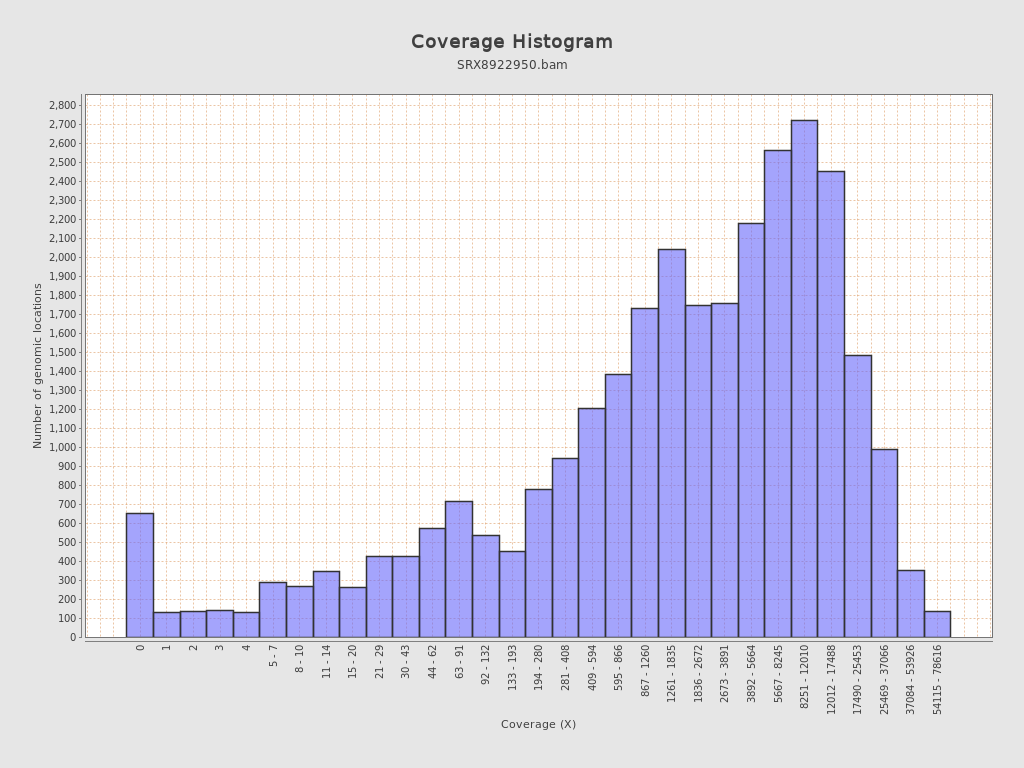 Coverage Histogram
SRX8922950.bam
2,800
2,700
2,600
2,500
2,400
2,300
2,200
2,100
2,000
1,900
1,800
1,700
1,600
1,500
1,400
1,300
1,200
1,100
1,000
900
800
700
600
500
400
300
200
100
0
Number of genomic locations
0
1
2
3
4
5 - 7
8 - 10
11 - 14
15 - 20
21 - 29
30 - 43
44 - 62
63 - 91
92 - 132
133 - 193
194 - 280
281 - 408
409 - 594
595 - 866
867 - 1260
1261 - 1835
1836 - 2672
2673 - 3891
3892 - 5664
5667 - 8245
8251 - 12010
12012 - 17488
17490 - 25453
25469 - 37066
37084 - 53926
54115 - 78616
Coverage (X)